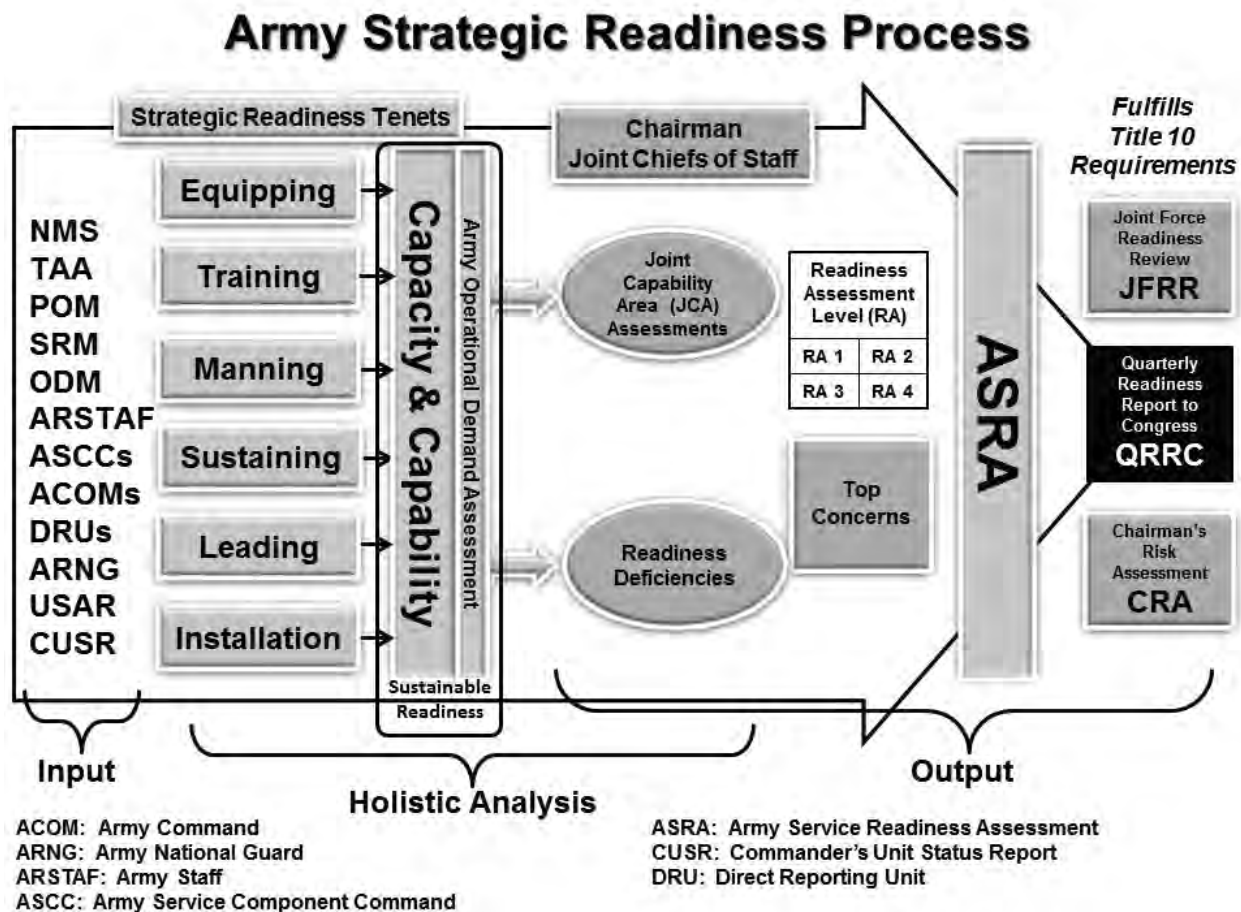 Army Strategic Readiness Process
Strategic Readiness Tenets
Chairman
Joint Chiefs of Staff
Fulfills
Title 10
Requirements
NMS
TAA
POM
SRM
ODM
ARSTAF
ASCCs
ACOMs
DRUs
ARNG
USAR
CUSR
Equipping
Training
Manning
Sustaining
Leading
Installation
Capacity & Capability
Army Operational Demand Assessment
Sustainable
Readiness
Joint
Capability
Area (JCA)
Assessments
Readiness
Deficiencies
Readiness
Assessment
Level (RA)
RA 1 RA 2
RA 3 RA 4
Top
Concerns
ASRA
Joint Force
Readiness
Review
JFRR
Quarterly
Readiness
Report to
Congress
QRRC
Chairman's
Risk
Assessment
CRA
Input
Holistic Analysis
Output
ACOM: Army Command
ARNG: Army National Guard
ARSTAF: Army Staff
ASCC: Army Service Component Command
ASRA: Army Service Readiness Assessment
CUSR: Commander's Unit Status Report
DRU: Direct Reporting Unit